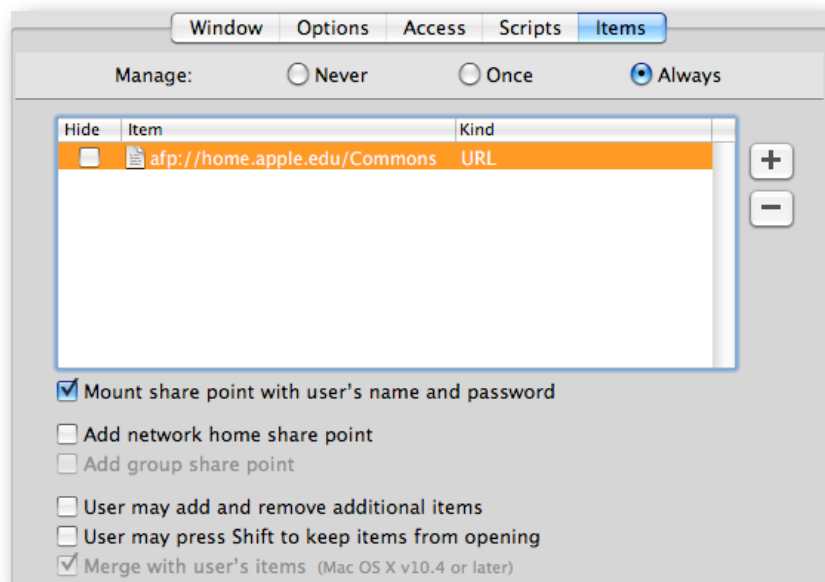 Window Options Access Scripts Items
Manage: Never Once Always
Hide Item Kind
afp://home.apple.edu/Commons URL
+
−
Mount share point with user's name and password
Add network home share point
Add group share point
User may add and remove additional items
User may press Shift to keep items from opening
Merge with user's items (Mac OS X v10.4 or later)